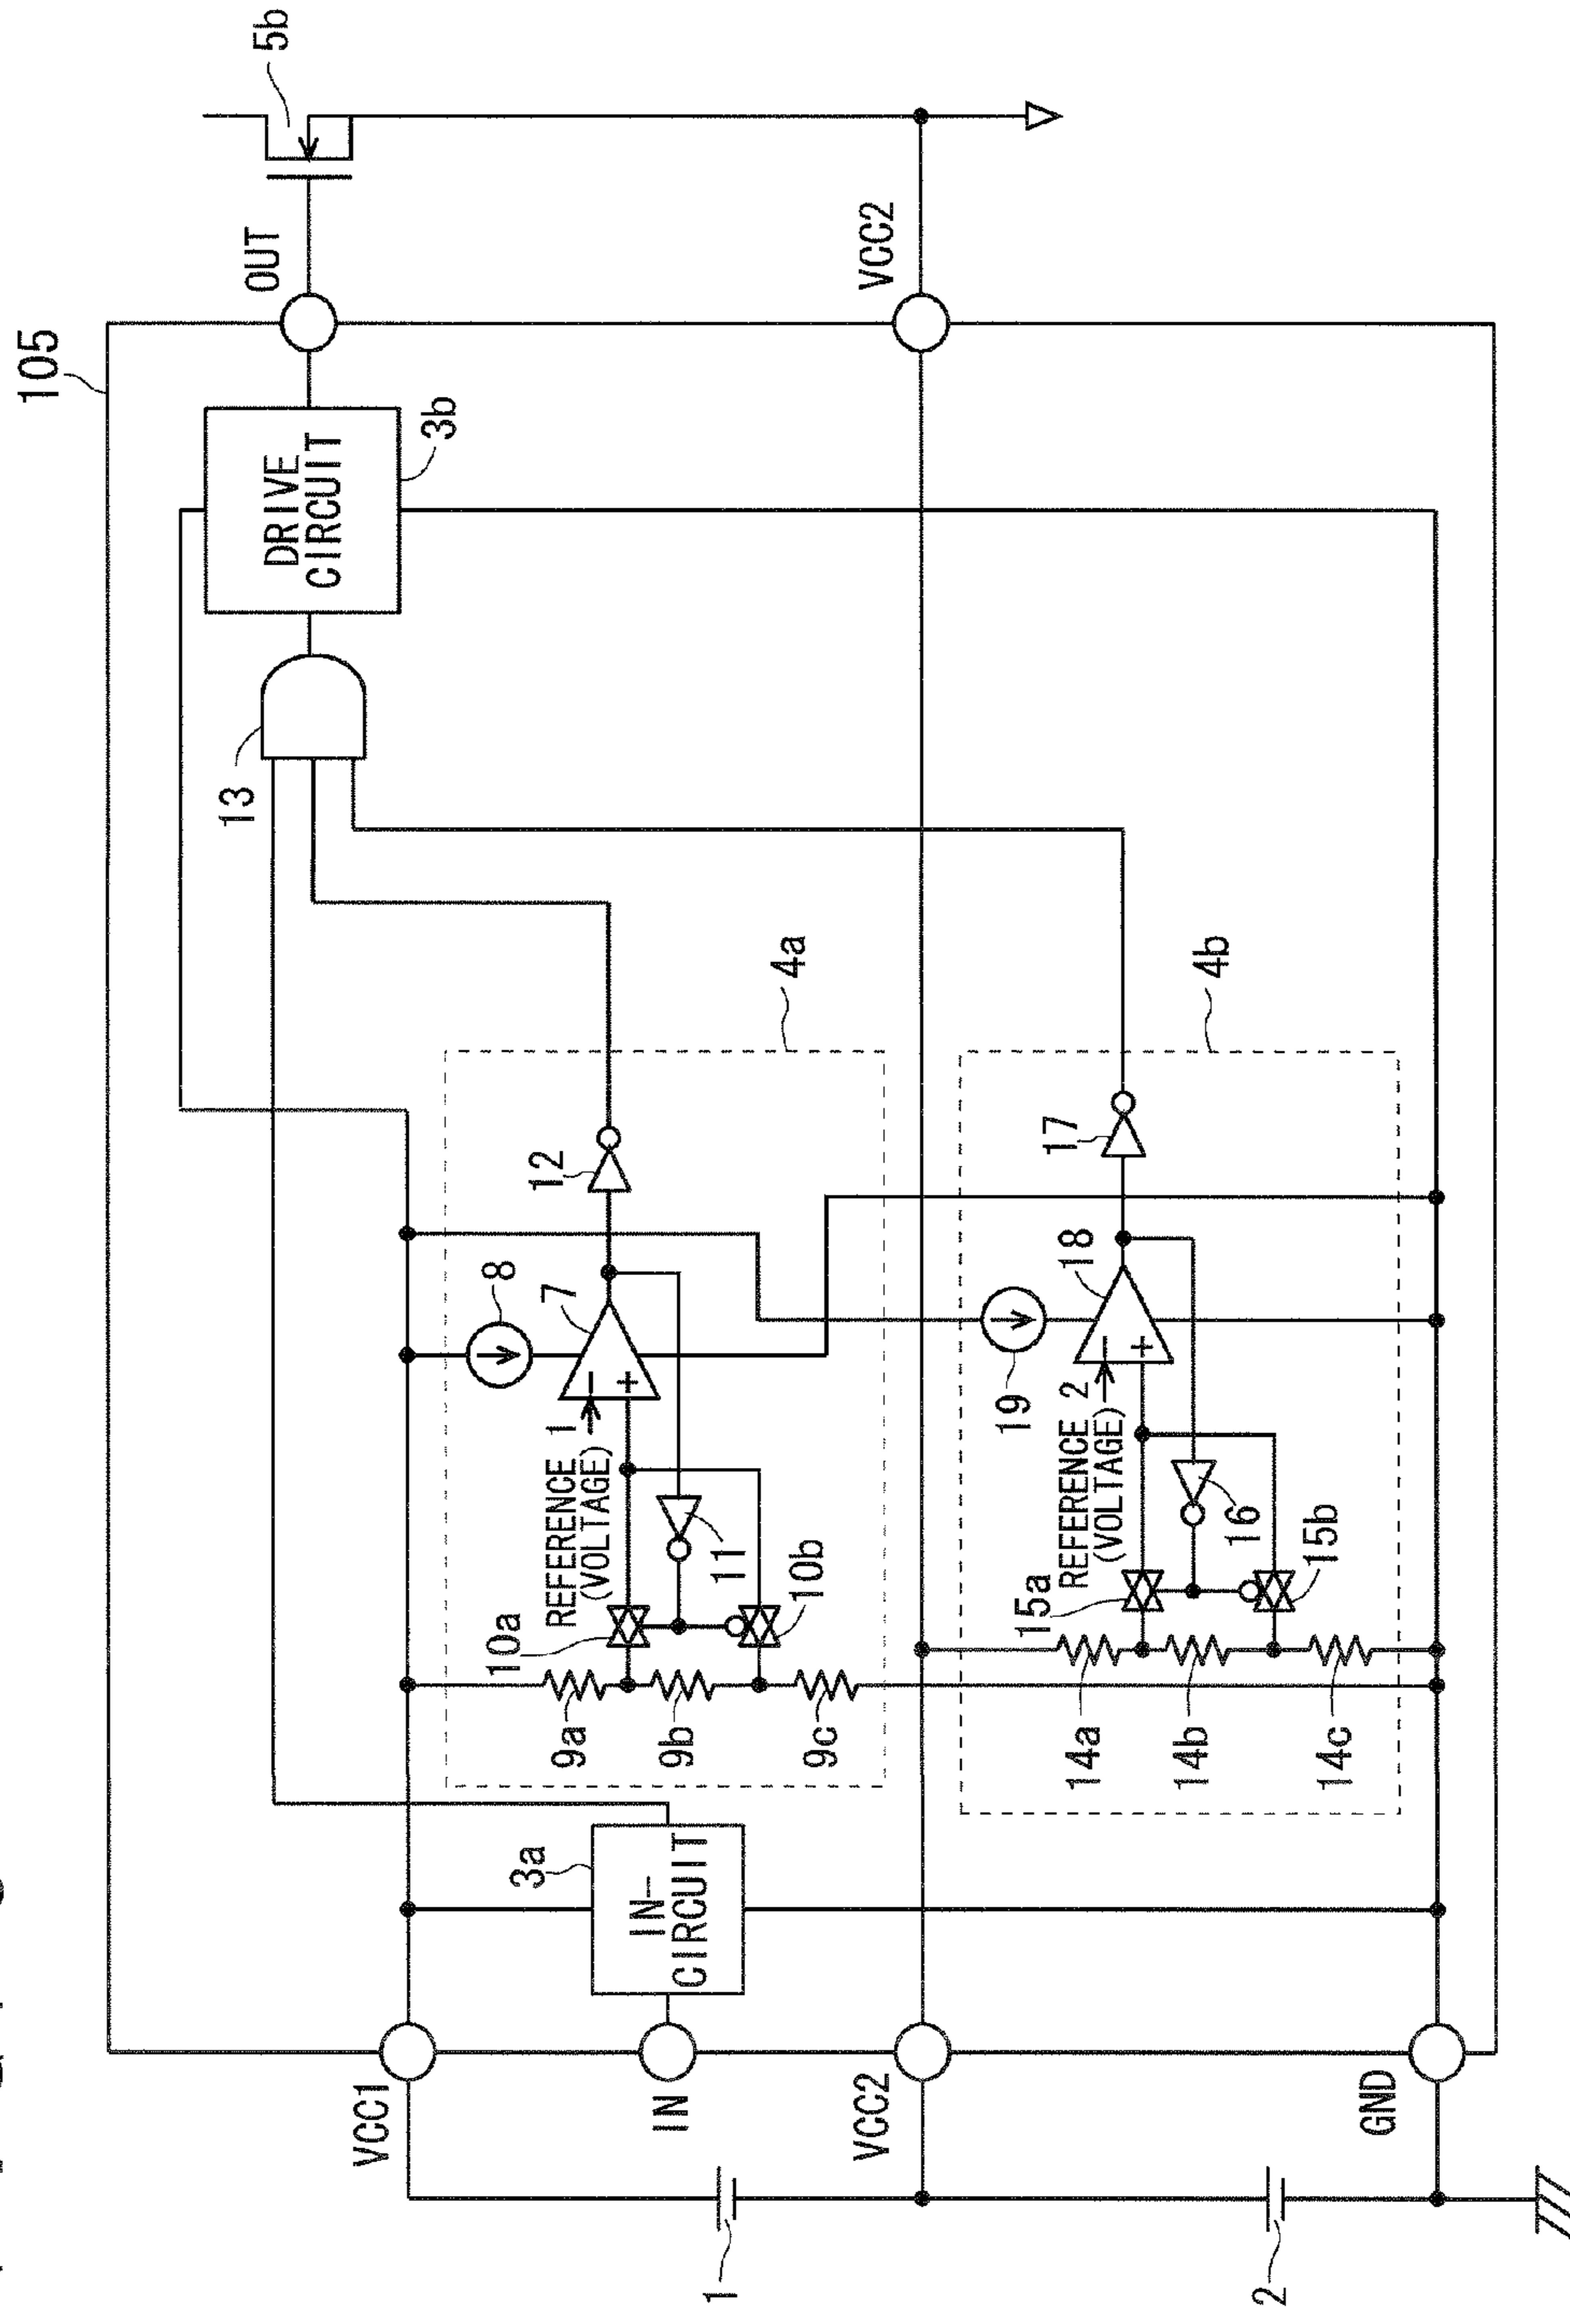 105
5b
OUT
VCC2
DRIVE
CIRCUIT
3b
13
4a
4b
12
17
8
7
18
19
REFERENCE 1
(VOLTAGE)
REFERENCE 2
(VOLTAGE)
11
10b
10a
16
15b
15a
9a
9b
9c
14a
14b
14c
3a
IN-
CIRCUIT
VCC1
IN
VCC2
GND
1
2